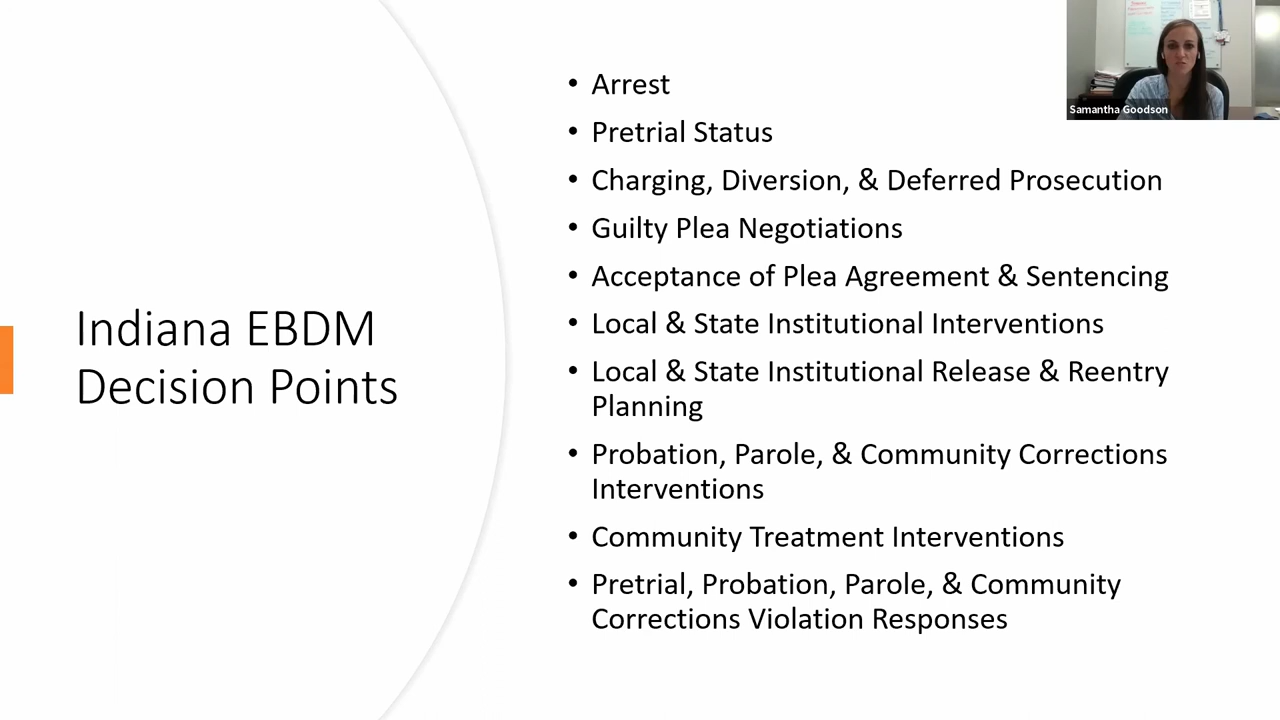 Indiana EBDM
Decision Points
• Arrest
• Pretrial Status
• Charging, Diversion, & Deferred Prosecution
• Guilty Plea Negotiations
• Acceptance of Plea Agreement & Sentencing
• Local & State Institutional Interventions
• Local & State Institutional Release & Reentry
Planning
• Probation, Parole, & Community Corrections
Interventions
• Community Treatment Interventions
• Pretrial, Probation, Parole, & Community
Corrections Violation Responses
Samantha Goodson